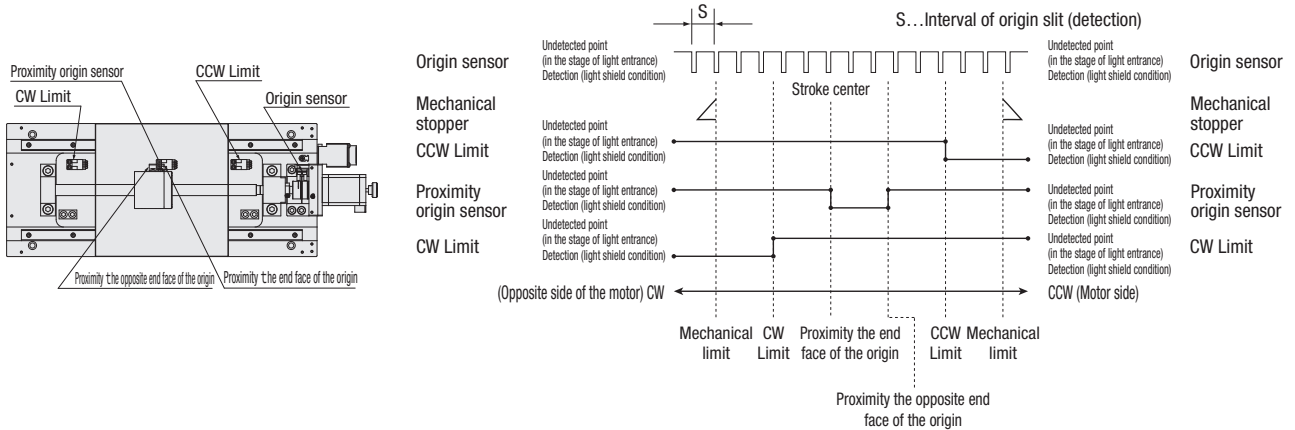 Proximity origin sensor
CCW Limit
CW Limit
Origin sensor
Proximity the opposite end face of the origin
Proximity the end face of the origin
S
S…Interval of origin slit (detection)
Origin sensor
Undetected point
(in the stage of light entrance)
Detection (light shield condition)
Undetected point
(in the stage of light entrance)
Detection (light shield condition)
Origin sensor
Stroke center
Mechanical
stopper
Mechanical
stopper
CCW Limit
Undetected point
(in the stage of light entrance)
Detection (light shield condition)
Undetected point
(in the stage of light entrance)
Detection (light shield condition)
CCW Limit
Proximity
origin sensor
Undetected point
(in the stage of light entrance)
Detection (light shield condition)
Undetected point
(in the stage of light entrance)
Detection (light shield condition)
Proximity
origin sensor
CW Limit
Undetected point
(in the stage of light entrance)
Detection (light shield condition)
Undetected point
(in the stage of light entrance)
Detection (light shield condition)
CW Limit
(Opposite side of the motor) CW
CCW (Motor side)
Mechanical
limit
CW
Limit
Proximity the end
face of the origin
CCW
Limit
Mechanical
limit
Proximity the opposite end
face of the origin